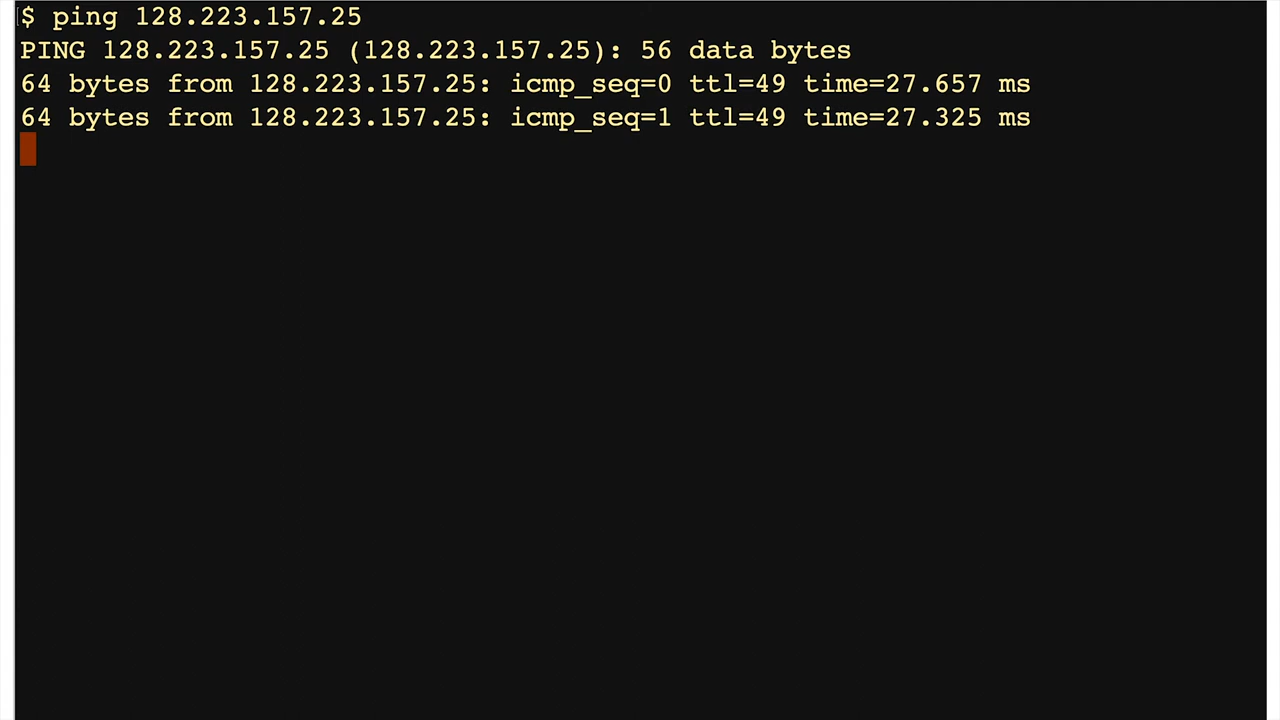 $ ping 128.223.157.25
PING 128.223.157.25 (128.223.157.25): 56 data bytes
64 bytes from 128.223.157.25: icmp_seq=0 ttl=49 time=27.657 ms
64 bytes from 128.223.157.25: icmp_seq=1 ttl=49 time=27.325 ms